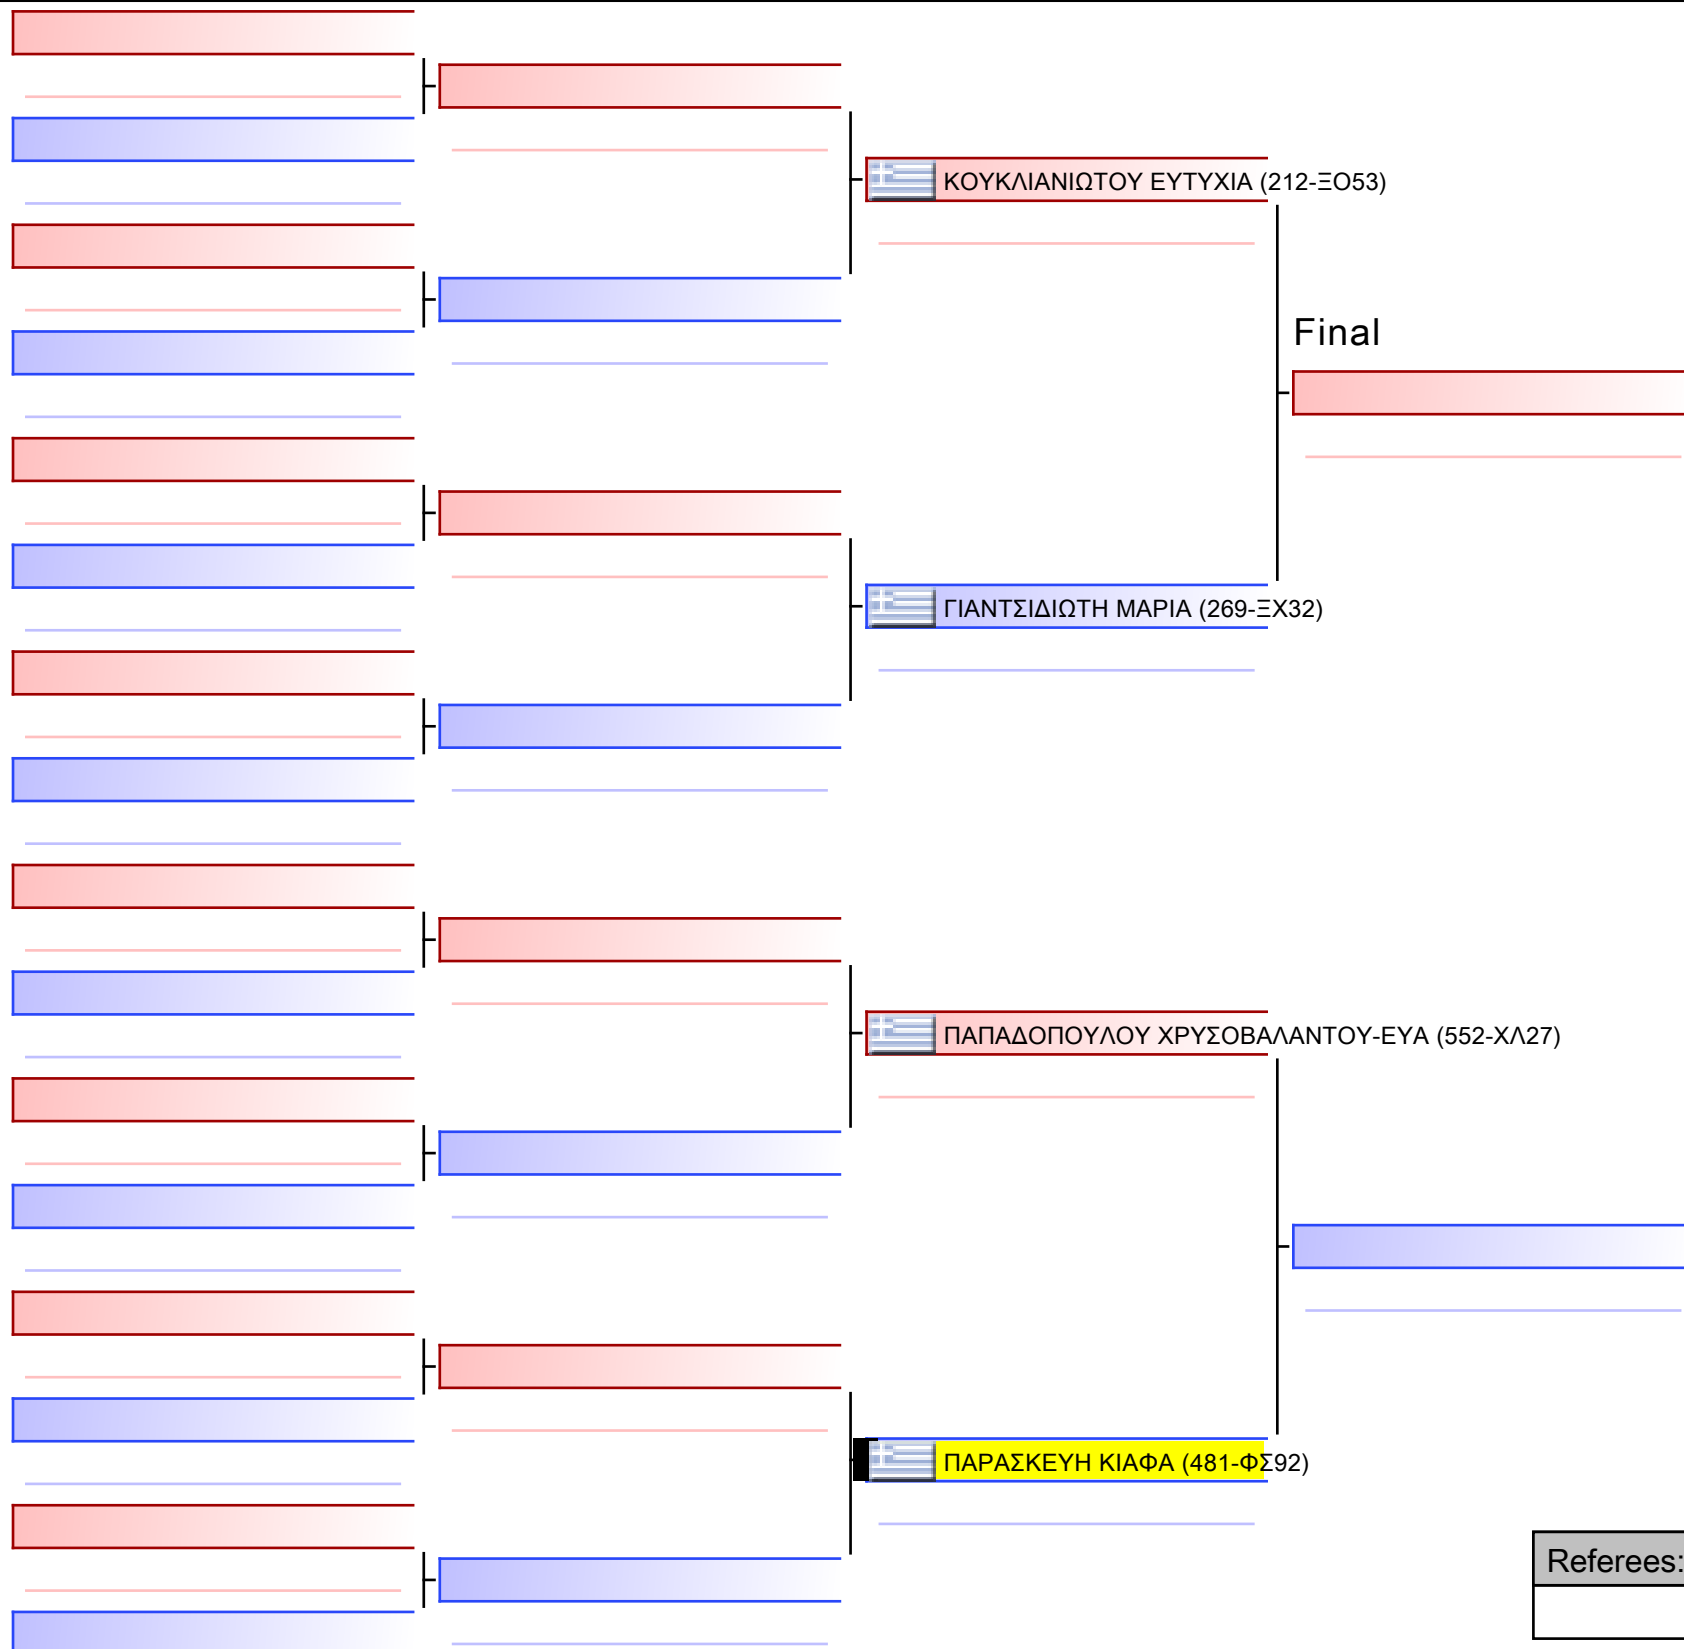 ΚΟΥΚΛΙΑΝΙΩΤΟΥ ΕΥΤΥΧΙΑ (212-ΞΟ53)
Final
ΓΙΑΝΤΣΙΔΙΩΤΗ ΜΑΡΙΑ (269-ΞΧ32)
ΠΑΠΑΔΟΠΟΥΛΟΥ ΧΡΥΣΟΒΑΛΑΝΤΟΥ-ΕΥΑ (552-ΧΛ27)
ΠΑΡΑΣΚΕΥΗ ΚΙΑΦΑ (481-ΦΣ92)
Referees: